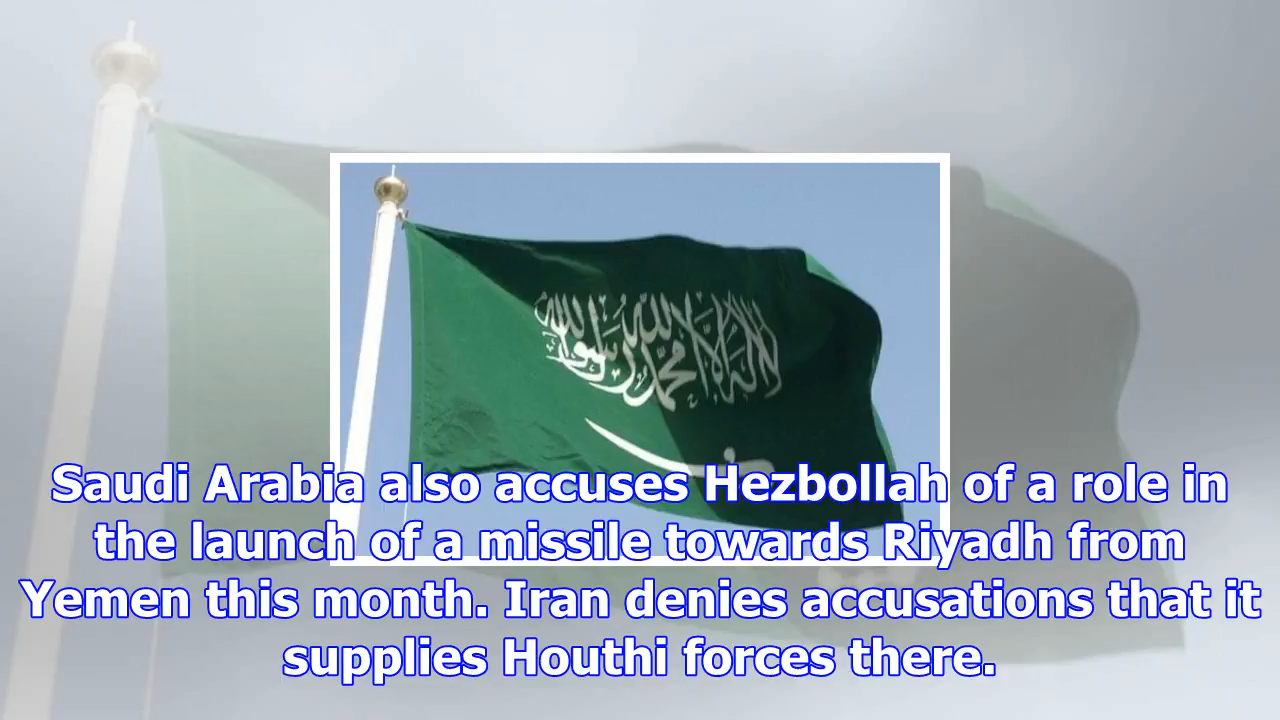 لا إله إلا الله محمد رسول الله
Saudi Arabia also accuses Hezbollah of a role in
the launch of a missile towards Riyadh from
Yemen this month. Iran denies accusations that it
supplies Houthi forces there.